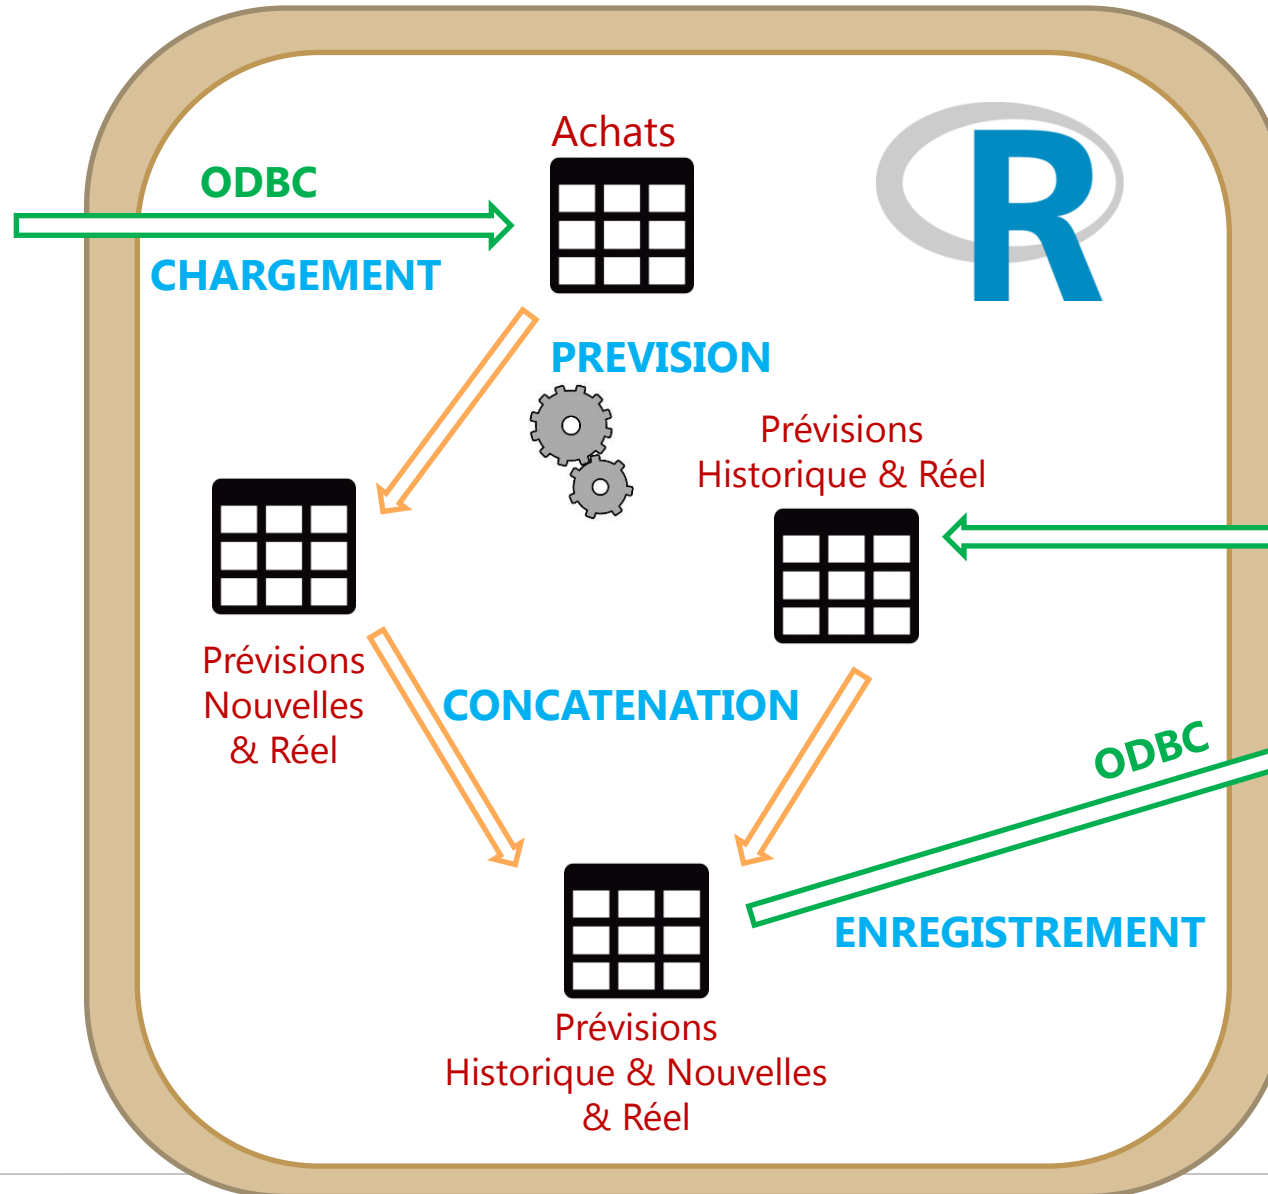 Achats
R
ODBC
CHARGEMENT
PREVISION
Prévisions
Historique & Réel
Prévisions
Nouvelles
& Réel
CONCATENATION
ODBC
ENREGISTREMENT
Prévisions
Historique & Nouvelles
& Réel